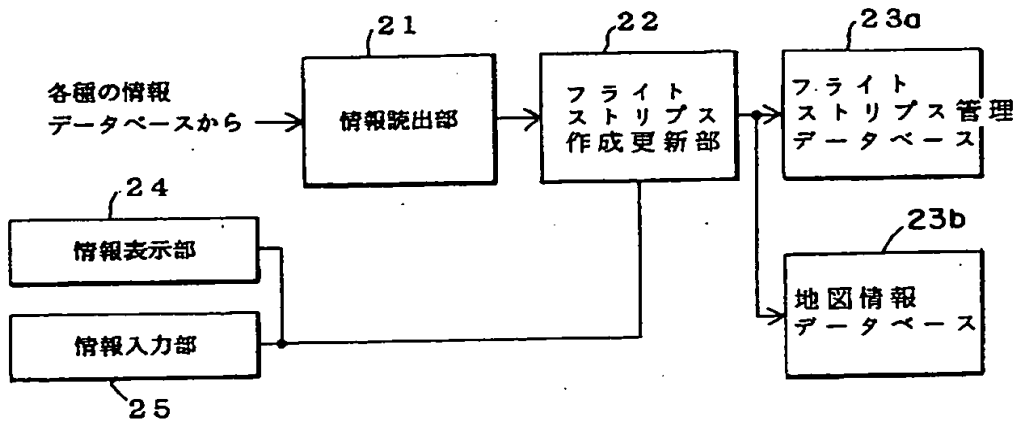 21
22
23a
各種の情報
データベースから
情報読出部
フライト
ストリプス
作成更新部
フライト
ストリプス管理
データベース
24
情報表示部
23b
地図情報
データベース
情報入力部
25